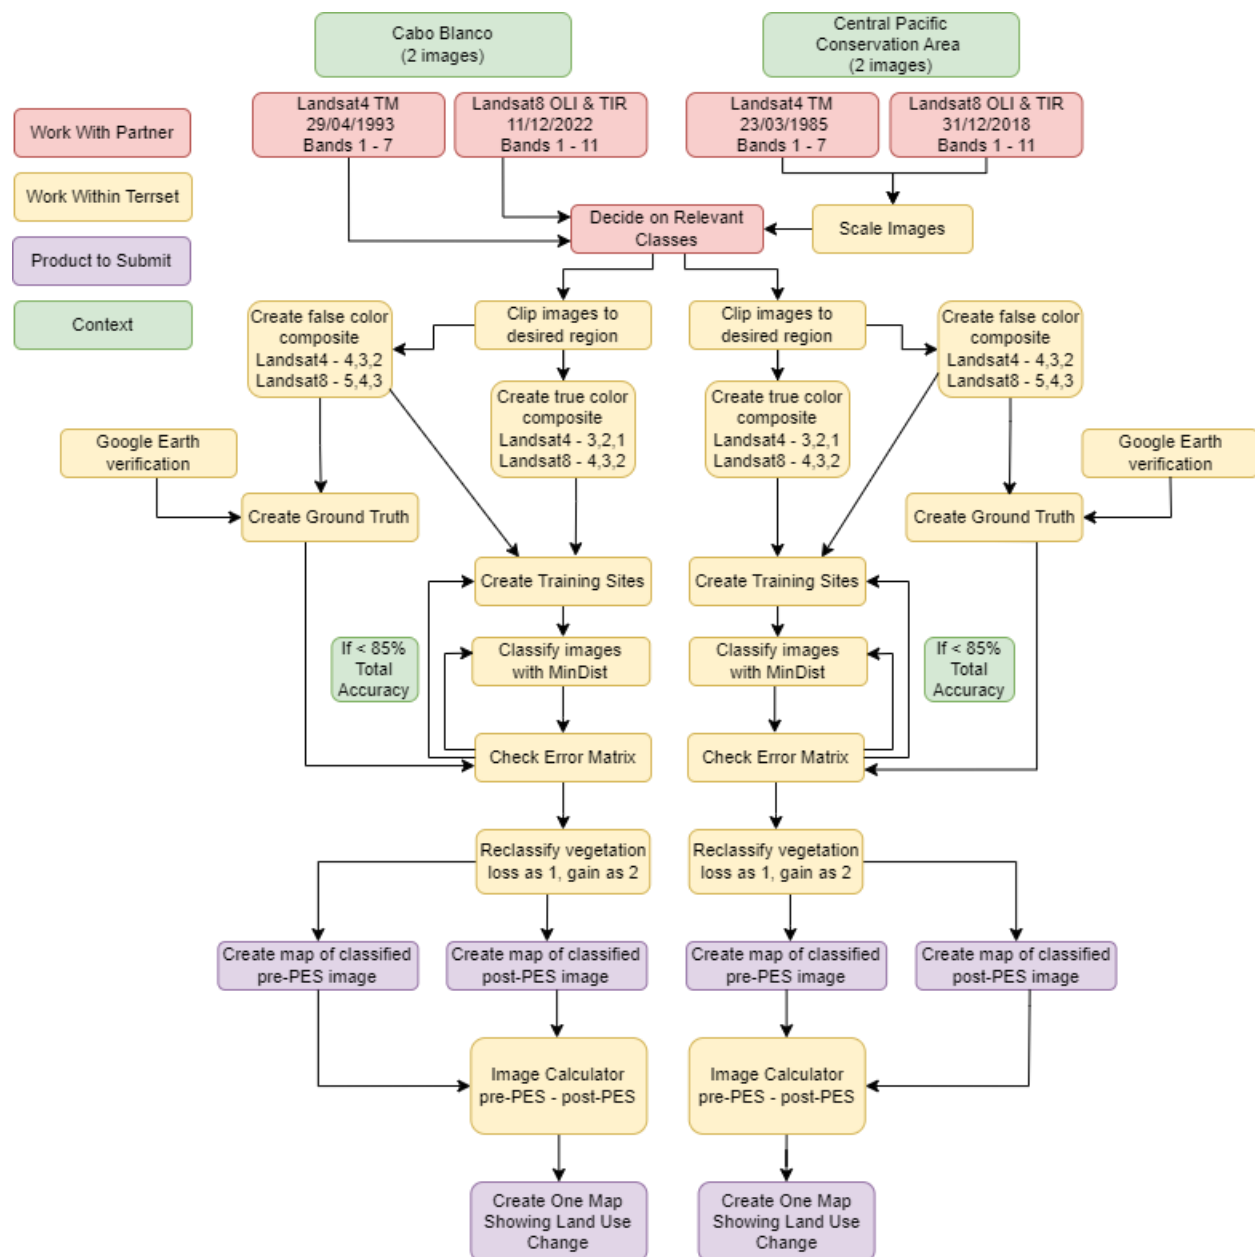 Cabo Blanco
(2 images)
Central Pacific
Conservation Area
(2 images)
Work With Partner
Work Within Terrset
Product to Submit
Context
Landsat4 TM
29/04/1993
Bands 1 - 7
Landsat8 OLI & TIR
11/12/2022
Bands 1 - 11
Landsat4 TM
23/03/1985
Bands 1 - 7
Landsat8 OLI & TIR
31/12/2018
Bands 1 - 11
Decide on Relevant
Classes
Scale Images
Create false color
composite
Landsat4 - 4,3,2
Landsat8 - 5,4,3
Clip images to
desired region
Clip images to
desired region
Create false color
composite
Landsat4 - 4,3,2
Landsat8 - 5,4,3
Create true color
composite
Landsat4 - 3,2,1
Landsat8 - 4,3,2
Create true color
composite
Landsat4 - 3,2,1
Landsat8 - 4,3,2
Google Earth
verification
Google Earth
verification
Create Ground Truth
Create Ground Truth
Create Training Sites
Create Training Sites
If < 85%
Total
Accuracy
Classify images
with MinDist
Classify images
with MinDist
If < 85%
Total
Accuracy
Check Error Matrix
Check Error Matrix
Reclassify vegetation
loss as 1, gain as 2
Reclassify vegetation
loss as 1, gain as 2
Create map of classified
pre-PES image
Create map of classified
post-PES image
Create map of classified
pre-PES image
Create map of classified
post-PES image
Image Calculator
pre-PES - post-PES
Image Calculator
pre-PES - post-PES
Create One Map
Showing Land Use
Change
Create One Map
Showing Land Use
Change